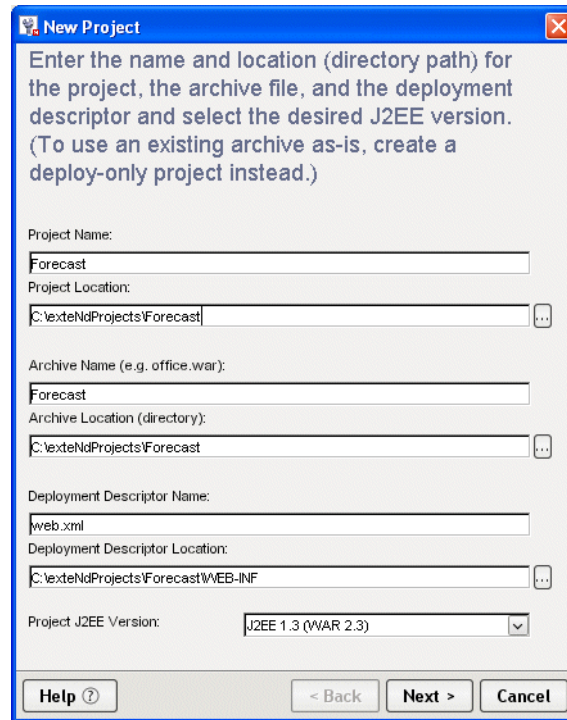 New Project
Enter the name and location (directory path) for
the project, the archive file, and the deployment
descriptor and select the desired J2EE version.
(To use an existing archive as-is, create a
deploy-only project instead.)
Project Name:
Forecast
Project Location:
C:\exteNdProjects\Forecast
...
Archive Name (e.g. office.war):
Forecast
Archive Location (directory):
C:\exteNdProjects\Forecast
...
Deployment Descriptor Name:
web.xml
Deployment Descriptor Location:
C:\exteNdProjects\Forecast\WEB-INF
...
Project J2EE Version:
J2EE 1.3 (WAR 2.3)
Help ?
< Back
Next >
Cancel